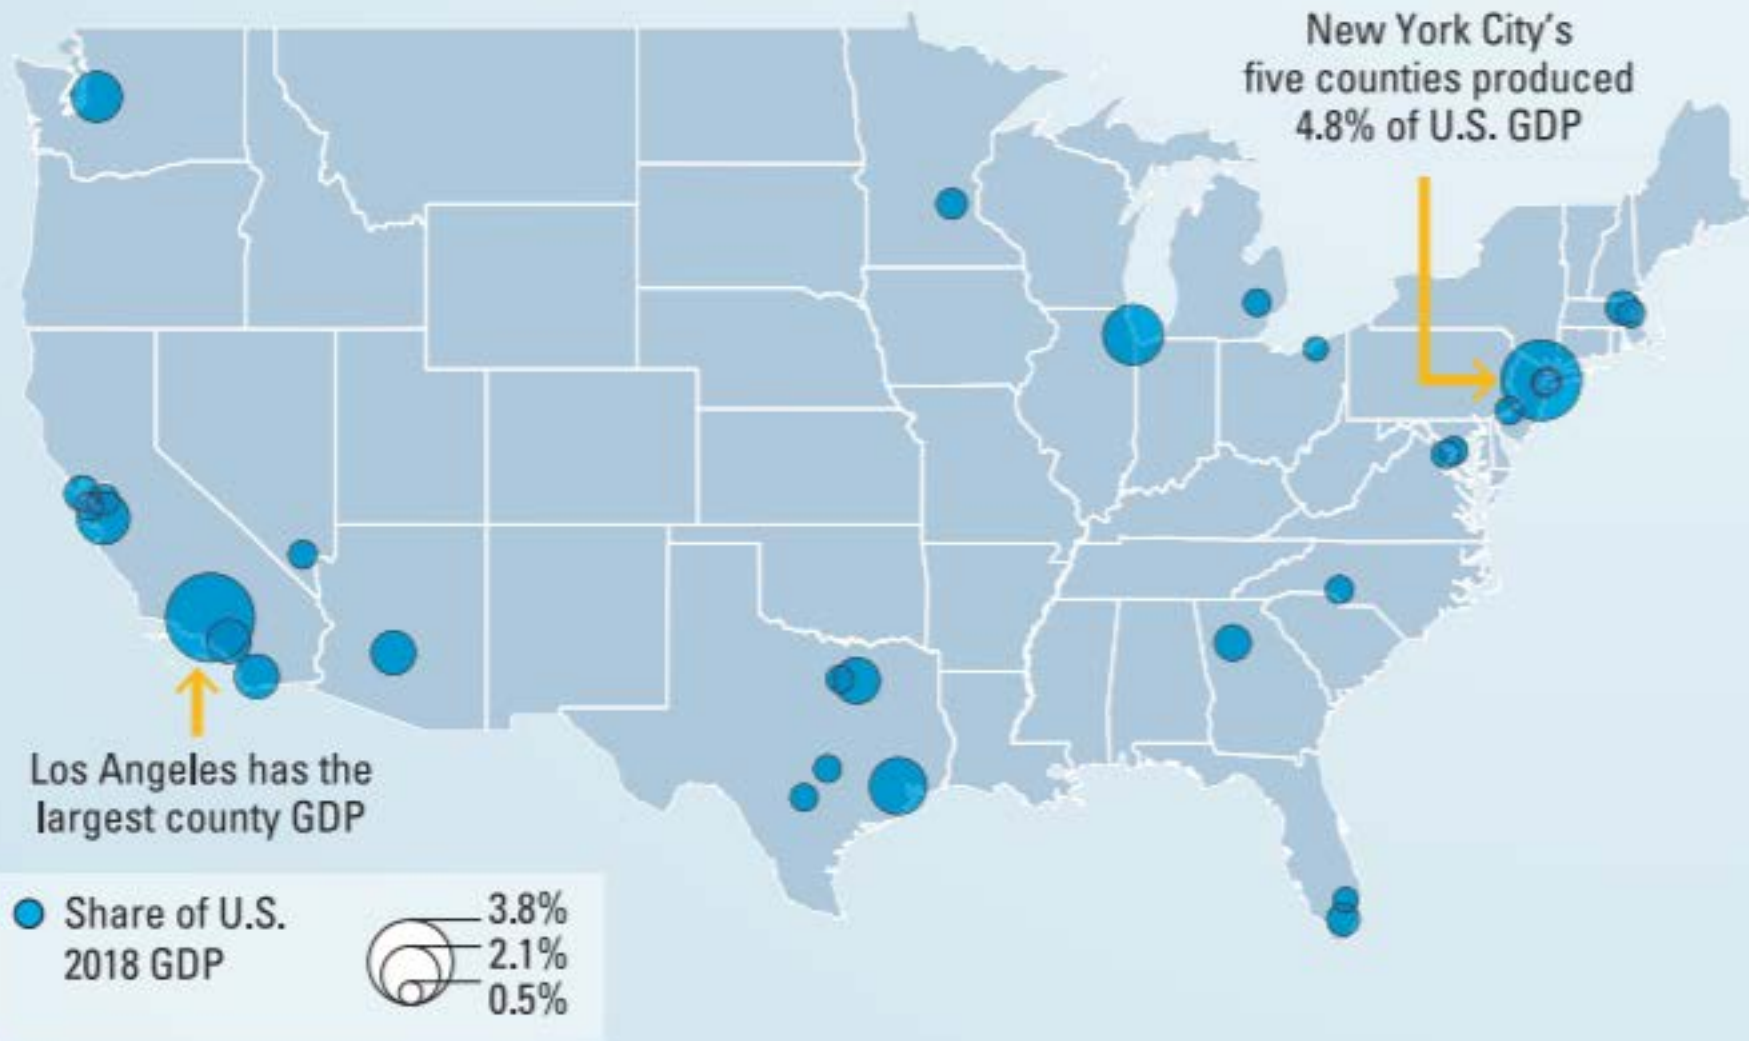 New York City's
five counties produced
4.8% of U.S. GDP
Los Angeles has the
largest county GDP
Share of U.S.
2018 GDP
3.8%
2.1%
0.5%